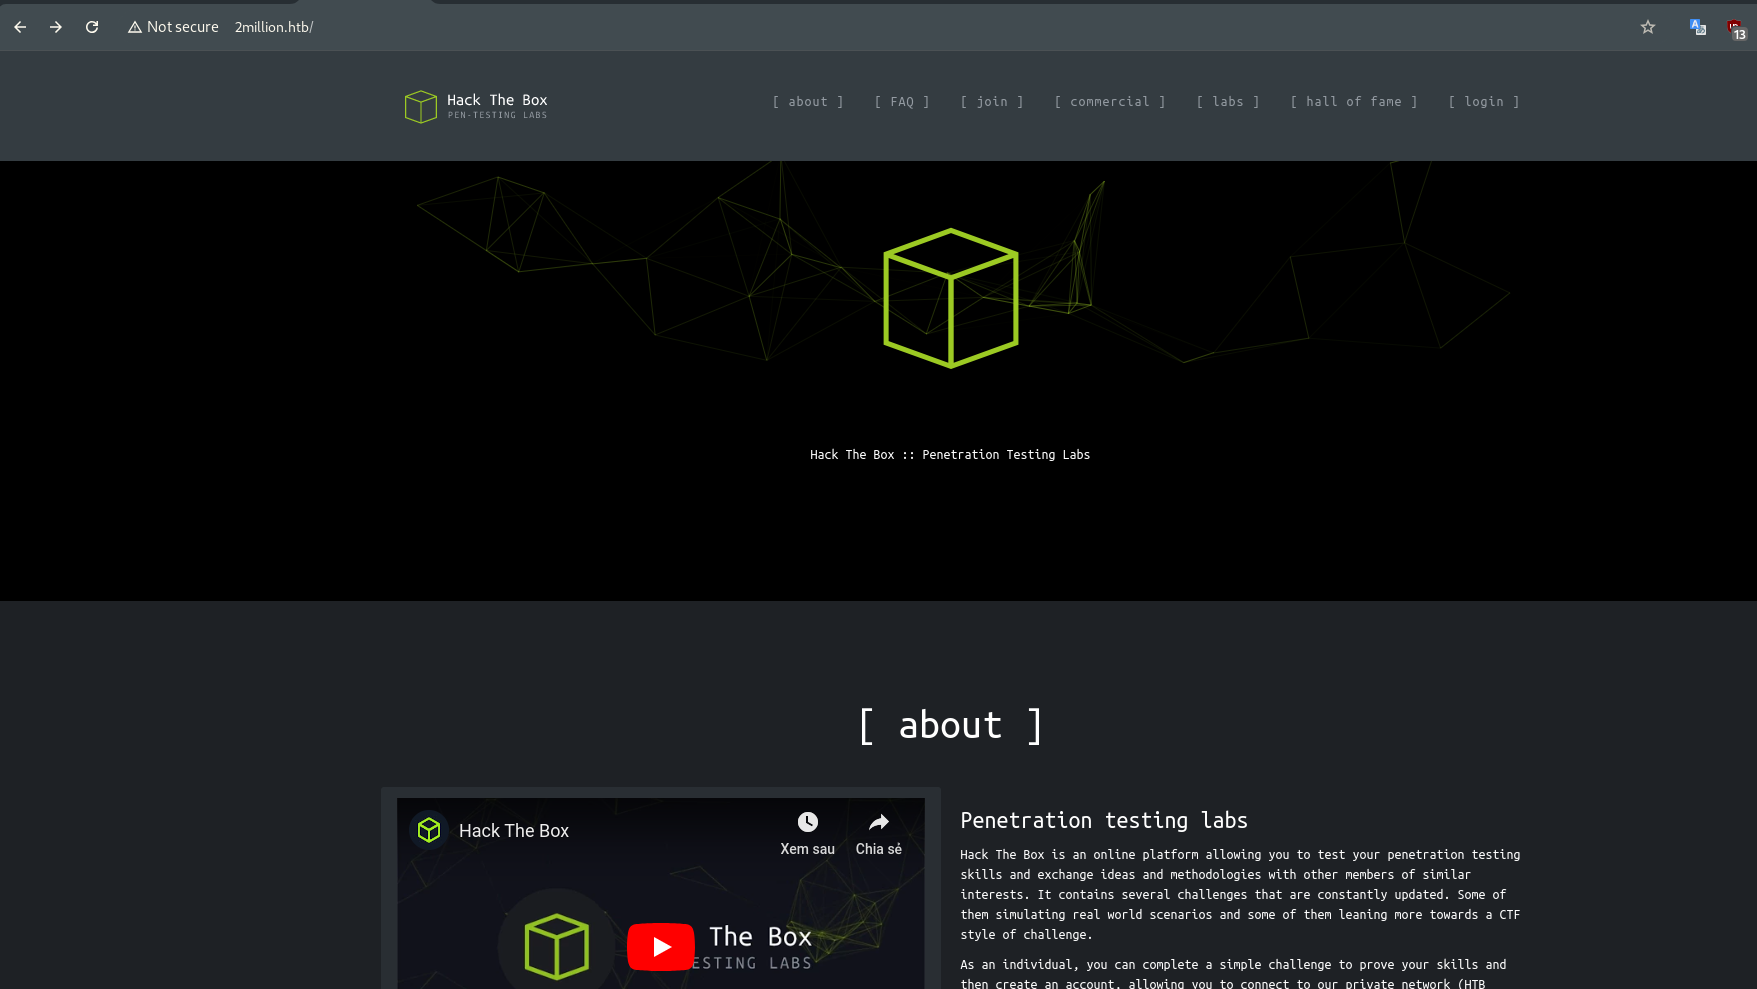 Not secure 2million.htb/
13
Hack The Box
PEN-TESTING LABS
[ about ] [ FAQ ] [ join ] [ commercial ] [ labs ] [ hall of fame ] [ login ]
Hack The Box :: Penetration Testing Labs
[ about ]
Hack The Box
Xem sau Chia sẻ
The Box
ESTING LABS
Penetration testing labs
Hack The Box is an online platform allowing you to test your penetration testing
skills and exchange ideas and methodologies with other members of similar
interests. It contains several challenges that are constantly updated. Some of
them simulating real world scenarios and some of them leaning more towards a CTF
style of challenge.
As an individual, you can complete a simple challenge to prove your skills and
then create an account, allowing you to connect to our private network (HTB